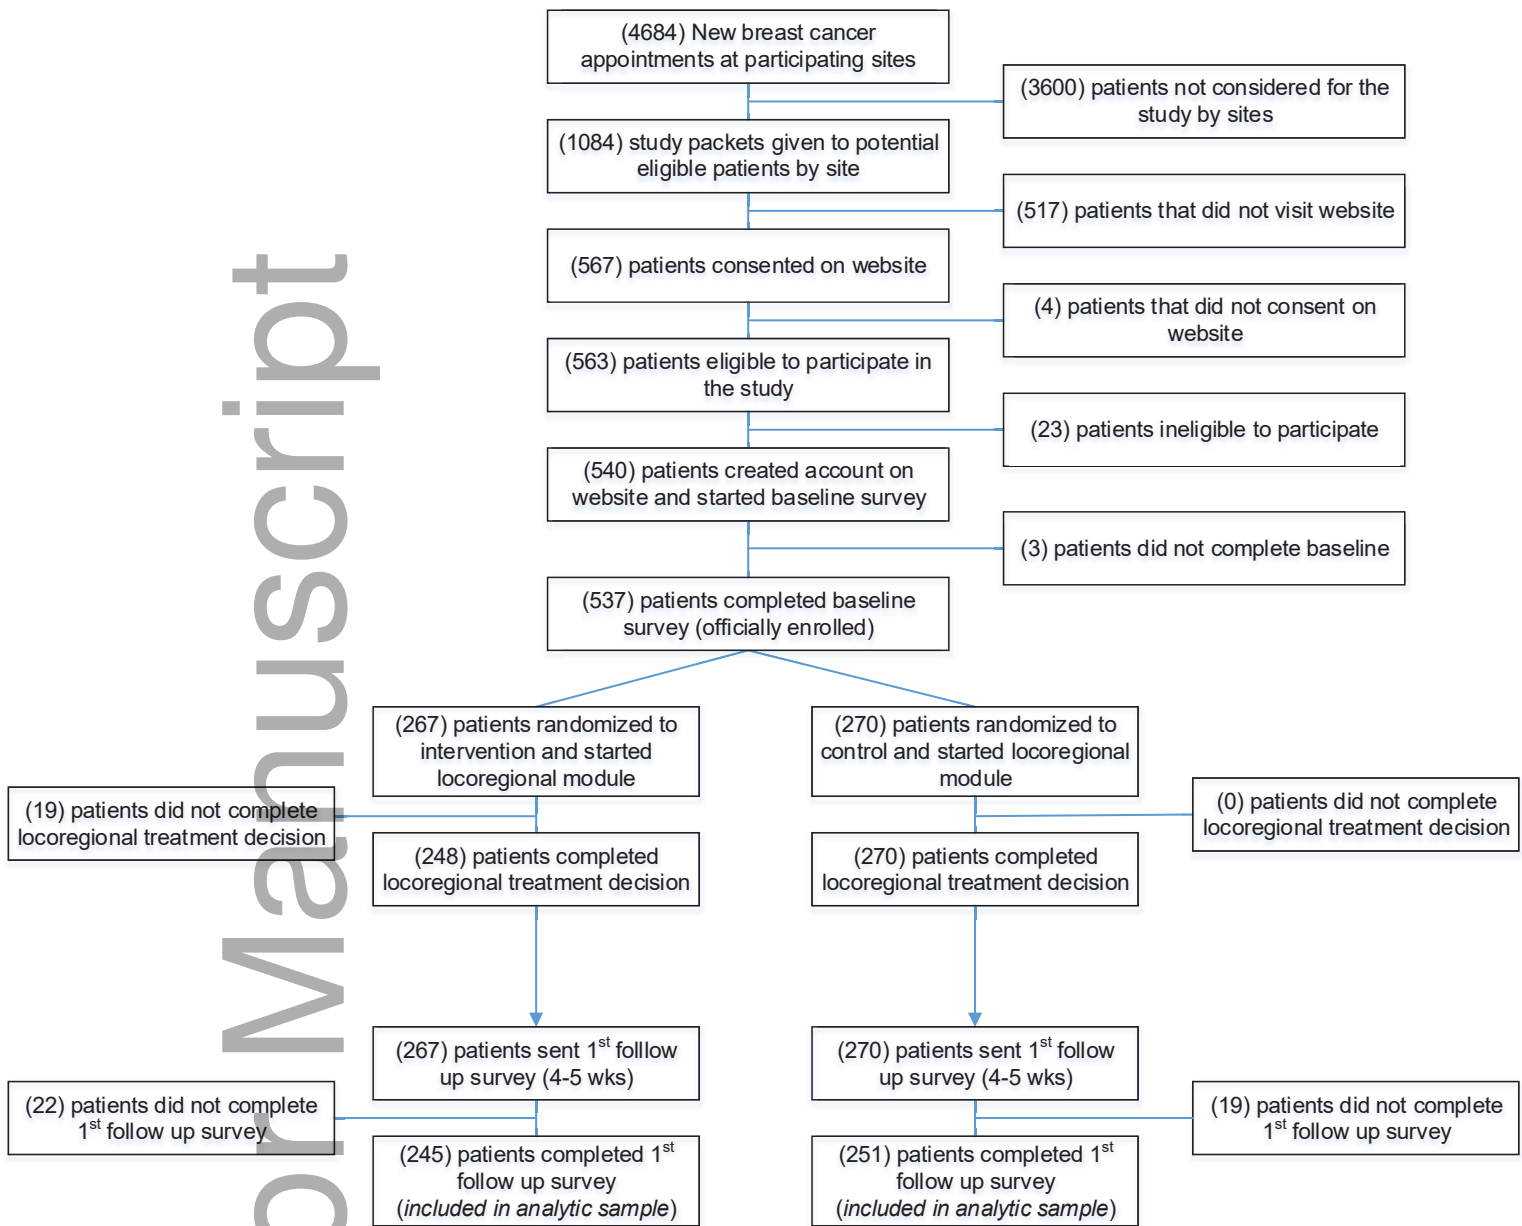 (4684) New breast cancer
appointments at participating sites
(3600) patients not considered for the
study by sites
(1084) study packets given to potential
eligible patients by site
(517) patients that did not visit website
(567) patients consented on website
(4) patients that did not consent on
website
(563) patients eligible to participate in
the study
(23) patients ineligible to participate
(540) patients created account on
website and started baseline survey
(3) patients did not complete baseline
(537) patients completed baseline
survey (officially enrolled)
(267) patients randomized to
intervention and started
locoregional module
(270) patients randomized to
control and started locoregional
module
(19) patients did not complete
locoregional treatment decision
(0) patients did not complete
locoregional treatment decision
(248) patients completed
locoregional treatment decision
(270) patients completed
locoregional treatment decision
(267) patients sent 1st folllow
up survey (4-5 wks)
(270) patients sent 1st follow
up survey (4-5 wks)
(22) patients did not complete
1st follow up survey
(19) patients did not complete
1st follow up survey
(245) patients completed 1st
follow up survey
(included in analytic sample)
(251) patients completed 1st
follow up survey
(included in analytic sample)
or Manuscript